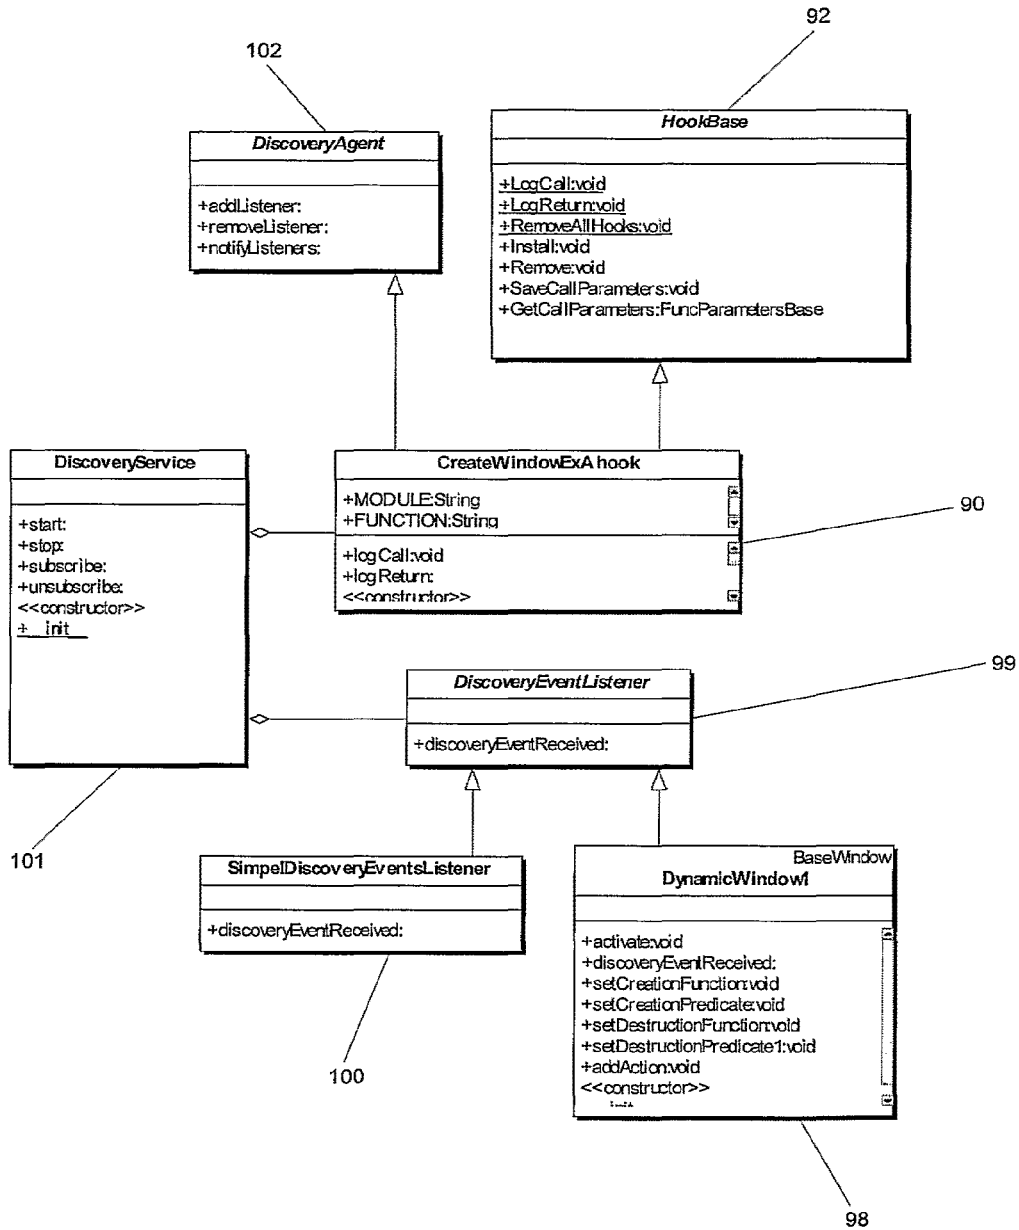 92
102
HookBase
DiscoveryAgent
+LogCall:void
+LogReturn:void
+RemoveAllHooks:void
+Install:void
+Remove:void
+SaveCallParameters:void
+GetCallParameters:FuncParametersBase
+addListener:
+removeListener:
+notifyListeners:
DiscoveryService
+start:
+stop:
+subscribe:
+unsubscribe:
<<constructor>>
+__init__
CreateWindowExAhook
+MODULE:String
+FUNCTION:String
+logCall:void
+logReturn:
<<constructor>>
90
99
DiscoveryEventListener
+discoveryEventReceived:
101
SimpelDiscoveryEventsListener
+discoveryEventReceived:
100
BaseWindow
DynamicWindow1
+activate:void
+discoveryEventReceived:
+setCreationFunction:void
+setCreationPredicate:void
+setDestructionFunction:void
+setDestructionPredicate1:void
+addAction:void
<<constructor>>
98